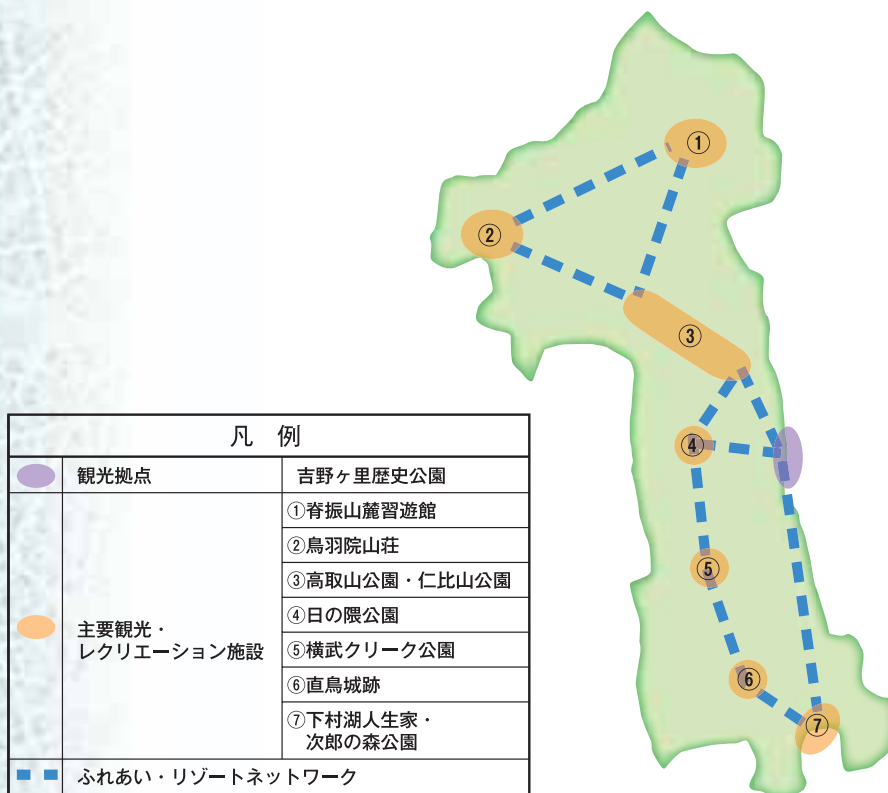 ①
②
③
④
⑤
⑥
⑦
凡 例
観光拠点 吉野ヶ里歴史公園
主要観光・
レクリエーション施設
①脊振山麓習遊館
②鳥羽院山荘
③高取山公園・仁比山公園
④日の隈公園
⑤横武クリーク公園
⑥直鳥城跡
⑦下村湖人生家・
次郎の森公園
ふれあい・リゾートネットワーク